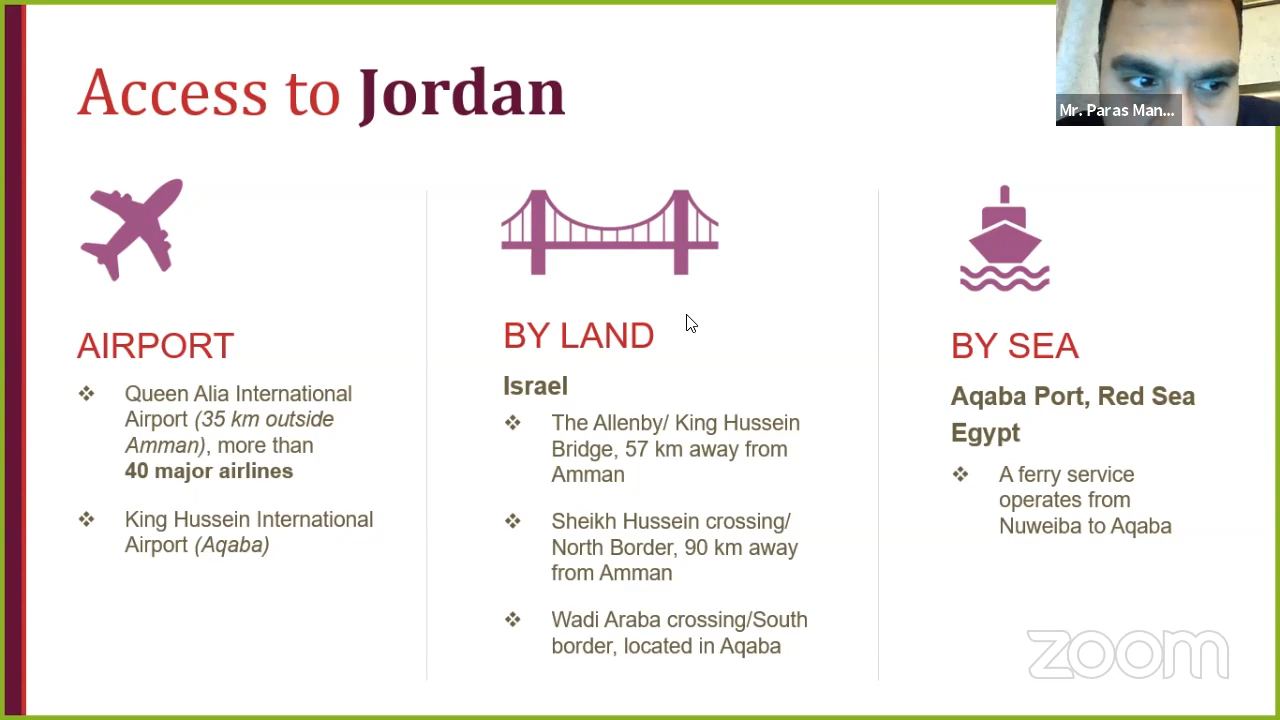 Access to Jordan
Mr. Paras Man...
AIRPORT
❖ Queen Alia International
Airport (35 km outside
Amman), more than
40 major airlines
❖ King Hussein International
Airport (Aqaba)
BY LAND
Israel
❖ The Allenby/ King Hussein
Bridge, 57 km away from
Amman
❖ Sheikh Hussein crossing/
North Border, 90 km away
from Amman
❖ Wadi Araba crossing/South
border, located in Aqaba
BY SEA
Aqaba Port, Red Sea
Egypt
❖ A ferry service
operates from
Nuweiba to Aqaba
zoom